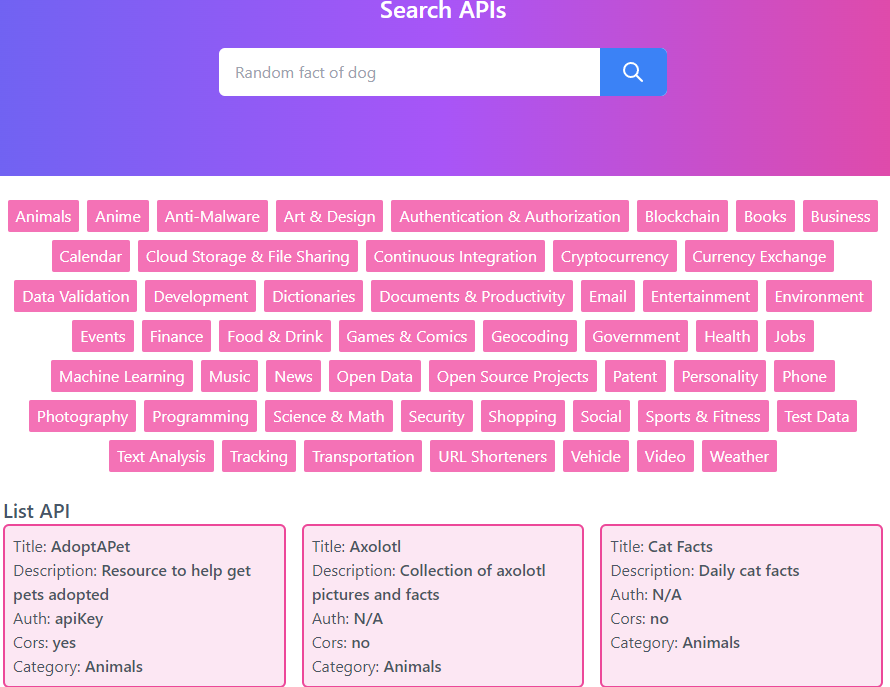 Search APIs
Random fact of dog
Animals Anime Anti-Malware Art & Design Authentication & Authorization Blockchain Books Business
Calendar Cloud Storage & File Sharing Continuous Integration Cryptocurrency Currency Exchange
Data Validation Development Dictionaries Documents & Productivity Email Entertainment Environment
Events Finance Food & Drink Games & Comics Geocoding Government Health Jobs
Machine Learning Music News Open Data Open Source Projects Patent Personality Phone
Photography Programming Science & Math Security Shopping Social Sports & Fitness Test Data
Text Analysis Tracking Transportation URL Shorteners Vehicle Video Weather
List API
Title: AdoptAPet
Description: Resource to help get
pets adopted
Auth: apiKey
Cors: yes
Category: Animals
Title: Axolotl
Description: Collection of axolotl
pictures and facts
Auth: N/A
Cors: no
Category: Animals
Title: Cat Facts
Description: Daily cat facts
Auth: N/A
Cors: no
Category: Animals